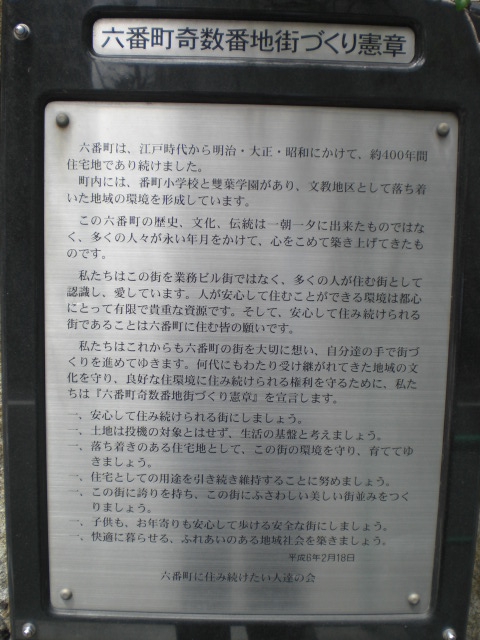 六番町奇数番地街づくり憲章
六番町は、江戸時代から明治・大正・昭和にかけて、約400年間
住宅地であり続けました。
町内には、番町小学校と雙葉学園があり、文教地区として落ち着
いた地域の環境を形成しています。
この六番町の歴史、文化、伝統は一朝一夕に出来たものではな
く、多くの人々が永い年月をかけて、心をこめて築き上げてきたも
のです。
私たちはこの街を業務ビル街ではなく、多くの人が住む街として
認識し、愛しています。人が安心して住むことができる環境は都心
にとって有限で貴重な資源です。そして、安心して住み続けられる
街であることは六番町に住む皆の願いです。
私たちはこれからも六番町の街を大切に想い、自分達の手で街づ
くりを進めてゆきます。何代にもわたり受け継がれてきた地域の文
化を守り、良好な住環境に住み続けられる権利を守るために、私た
ちは『六番町奇数番地街づくり憲章』を宣言します。
一、安心して住み続けられる街にしましょう。
一、土地は投機の対象とはせず、生活の基盤と考えましょう。
一、落ち着きのある住宅地として、この街の環境を守り、育ててゆ
きましょう。
一、住宅としての用途を引き続き維持することに努めましょう。
一、この街に誇りを持ち、この街にふさわしい美しい街並みをつく
りましょう。
一、子供も、お年寄りも安心して歩ける安全な街にしましょう。
一、快適に暮らせる、ふれあいのある地域社会を築きましょう。
平成6年2月18日
六番町に住み続けたい人達の会